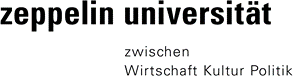 zeppelin universität
zwischen
Wirtschaft Kultur Politik